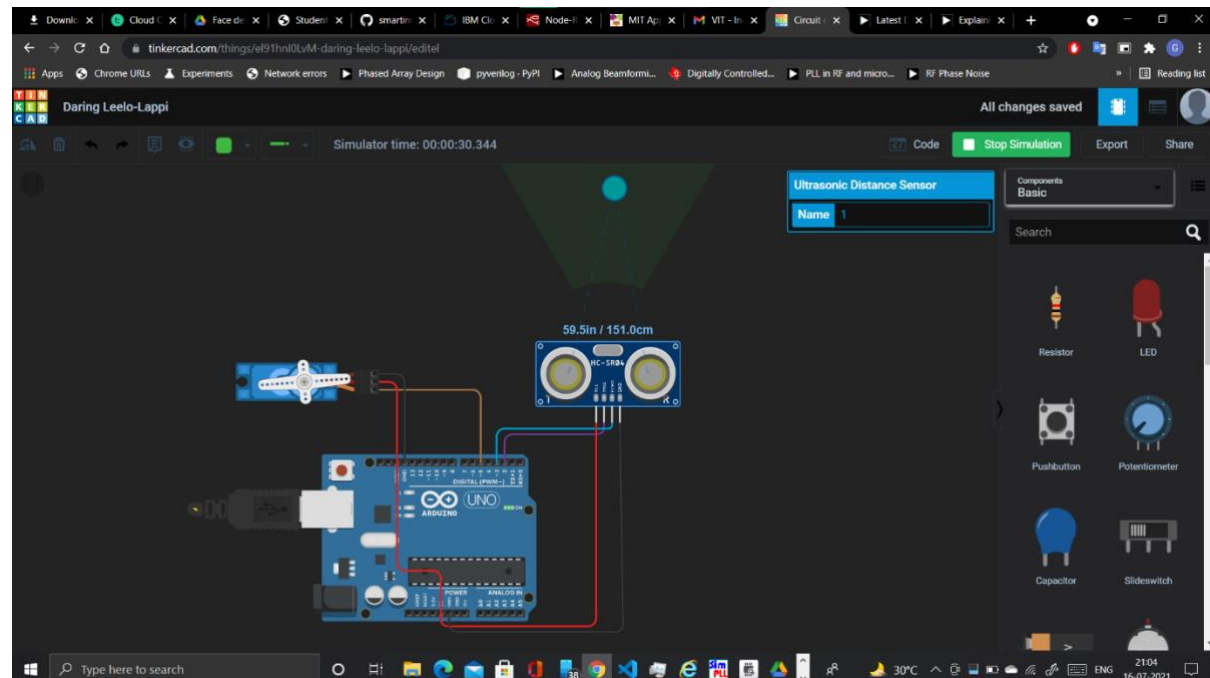 Downlo
Cloud C
Face de
Student
smartin
IBM Clo
Node-R
MIT Ap
VIT - In
Circuit
Latest
Explain
tinkercad.com/things/el91hnI0LvM-daring-leelo-lappi/editel
Apps
Chrome URLs
Experiments
Network errors
Phased Array Design
pyverilog · PyPI
Analog Beamformi...
Digitally Controlled...
PLL in RF and micro...
RF Phase Noise
»
Reading list
TIN
KER
CAD
Daring Leelo-Lappi
All changes saved
Simulator time: 00:00:30.344
Code
Stop Simulation
Export
Share
Ultrasonic Distance Sensor
Name 1
Components
Basic
Search
Resistor
LED
Pushbutton
Potentiometer
Capacitor
Slideswitch
59.5in / 151.0cm
HC-SR04
T
R
DIGITAL (PWM~)
UNO
ARDUINO
ON
POWER
ANALOG IN
Type here to search
38
30°C
ENG
21:04
16-07-2021